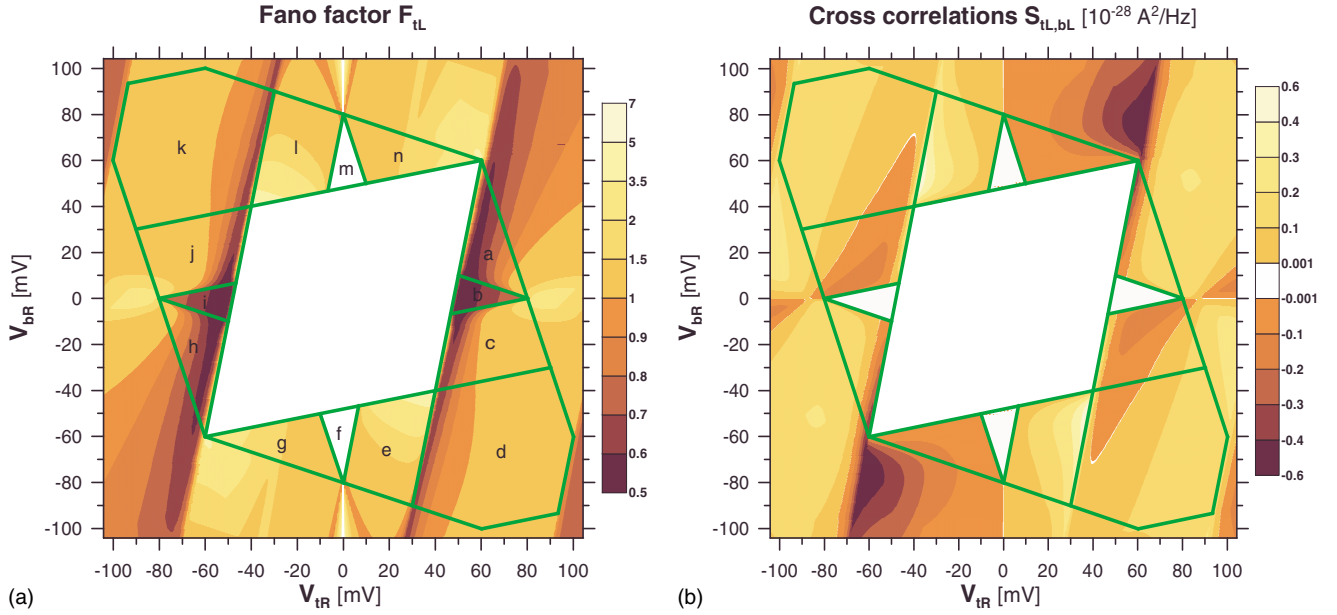 Fano factor F_tL
Cross correlations S_tL,bL [10^-28 A^2/Hz]
100
80
60
40
20
0
-20
-40
-60
-80
-100
V_bR [mV]
k
l
m
n
j
a
i
b
h
c
g
f
e
d
7
5
3.5
2
1.5
1
0.9
0.8
0.7
0.6
0.5
-100 -80 -60 -40 -20 0 20 40 60 80 100
V_tR [mV]
(a)
100
80
60
40
20
0
-20
-40
-60
-80
-100
V_bR [mV]
0.6
0.4
0.3
0.2
0.1
0.001
-0.001
-0.1
-0.2
-0.3
-0.4
-0.6
-100 -80 -60 -40 -20 0 20 40 60 80 100
V_tR [mV]
(b)